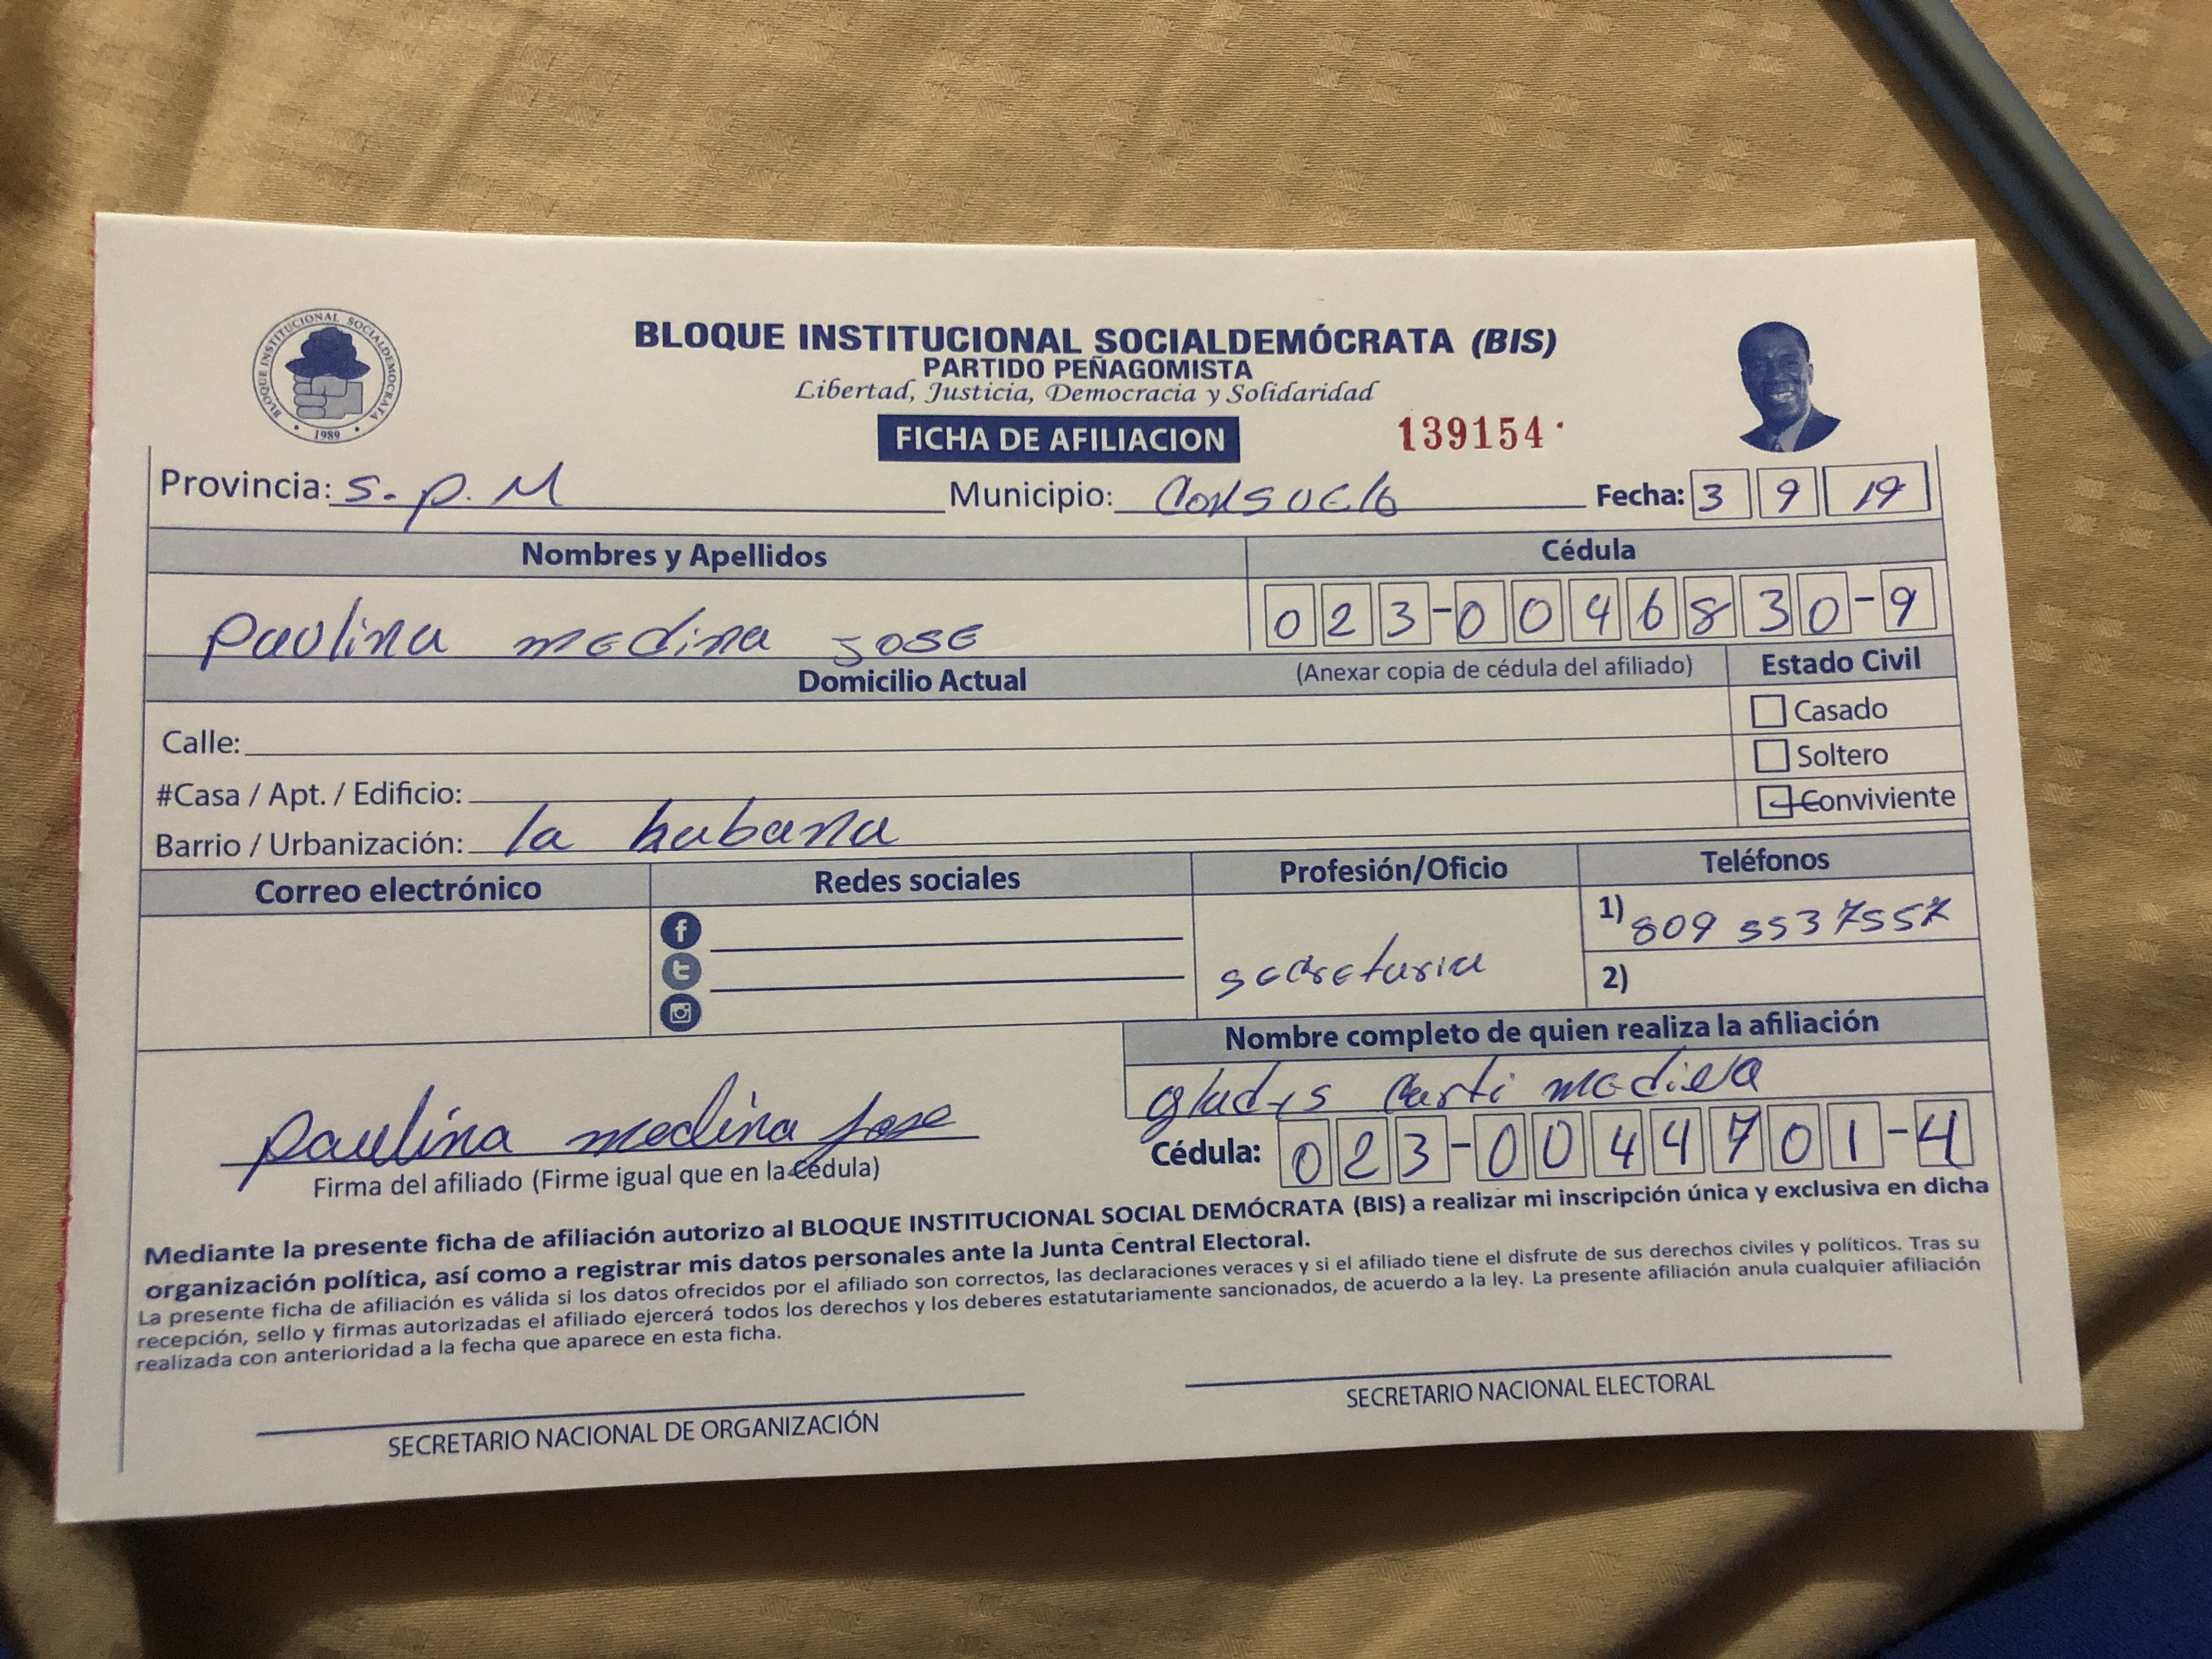 BLOQUE INSTITUCIONAL SOCIALDEMOCRATA
1989
BLOQUE INSTITUCIONAL SOCIALDEMÓCRATA (BIS)
PARTIDO PEÑAGOMISTA
Libertad, Justicia, Democracia y Solidaridad
FICHA DE AFILIACION 139154
Provincia: S.P.M Municipio: Consuelo Fecha: 3 9 19
Nombres y Apellidos Cédula
Paulina medina Jose 023-0046830-9
Domicilio Actual (Anexar copia de cédula del afiliado) Estado Civil
Casado
Calle: Soltero
#Casa / Apt. / Edificio: Conviviente
Barrio / Urbanización: la habana
Correo electrónico Redes sociales Profesión/Oficio Teléfonos
f 1) 809 553 7557
t secretaria 2)
Nombre completo de quien realiza la afiliación
gladys
paulina medina jose Cédula: 023-0044701-4
Firma del afiliado (Firme igual que en la Cédula)
Mediante la presente ficha de afiliación autorizo al BLOQUE INSTITUCIONAL SOCIAL DEMÓCRATA (BIS) a realizar mi inscripción única y exclusiva en dicha
organización política, así como a registrar mis datos personales ante la Junta Central Electoral.
La presente ficha de afiliación es válida si los datos ofrecidos por el afiliado son correctos, las declaraciones veraces y si el afiliado tiene el disfrute de sus derechos civiles y políticos. Tras su
recepción, sello y firmas autorizadas el afiliado ejercerá todos los derechos y los deberes estatutariamente sancionados, de acuerdo a la ley. La presente afiliación anula cualquier afiliación
realizada con anterioridad a la fecha que aparece en esta ficha.
SECRETARIO NACIONAL DE ORGANIZACIÓN SECRETARIO NACIONAL ELECTORAL